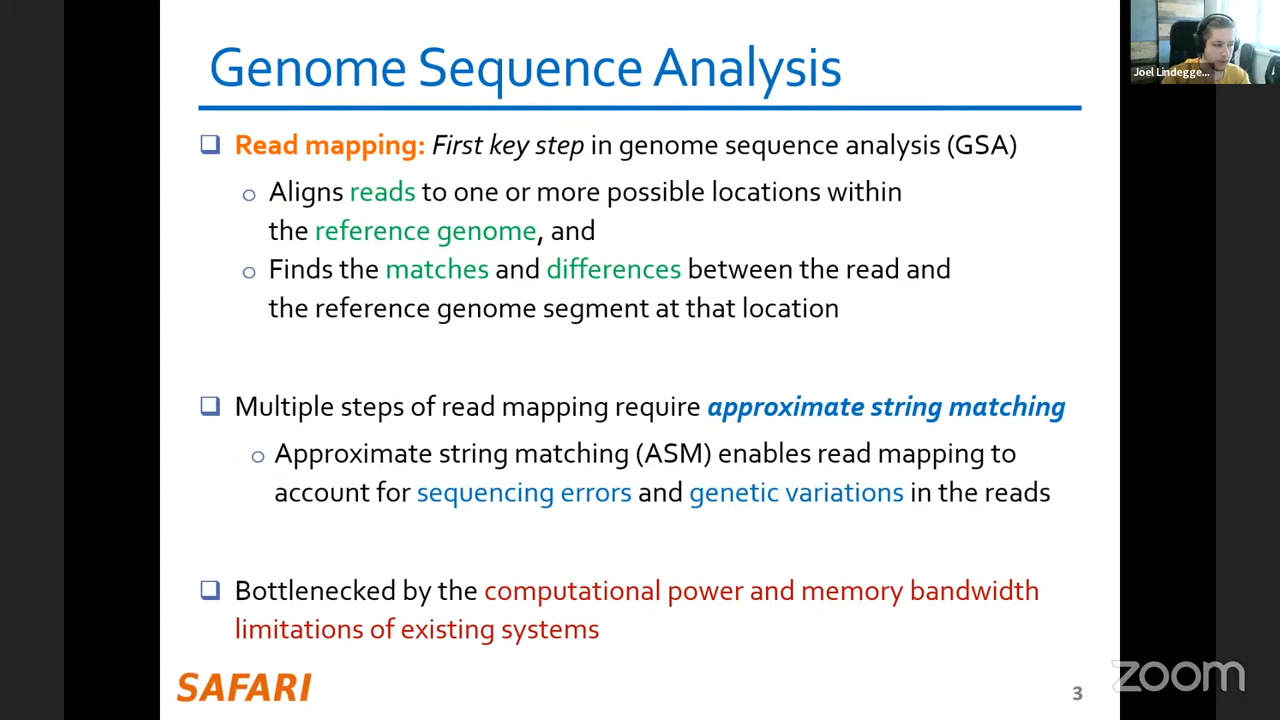 Genome Sequence Analysis
Joel Lindegge...
❑ Read mapping: First key step in genome sequence analysis (GSA)
o Aligns reads to one or more possible locations within
the reference genome, and
o Finds the matches and differences between the read and
the reference genome segment at that location
❑ Multiple steps of read mapping require approximate string matching
o Approximate string matching (ASM) enables read mapping to
account for sequencing errors and genetic variations in the reads
❑ Bottlenecked by the computational power and memory bandwidth
limitations of existing systems
SAFARI
3
zoom